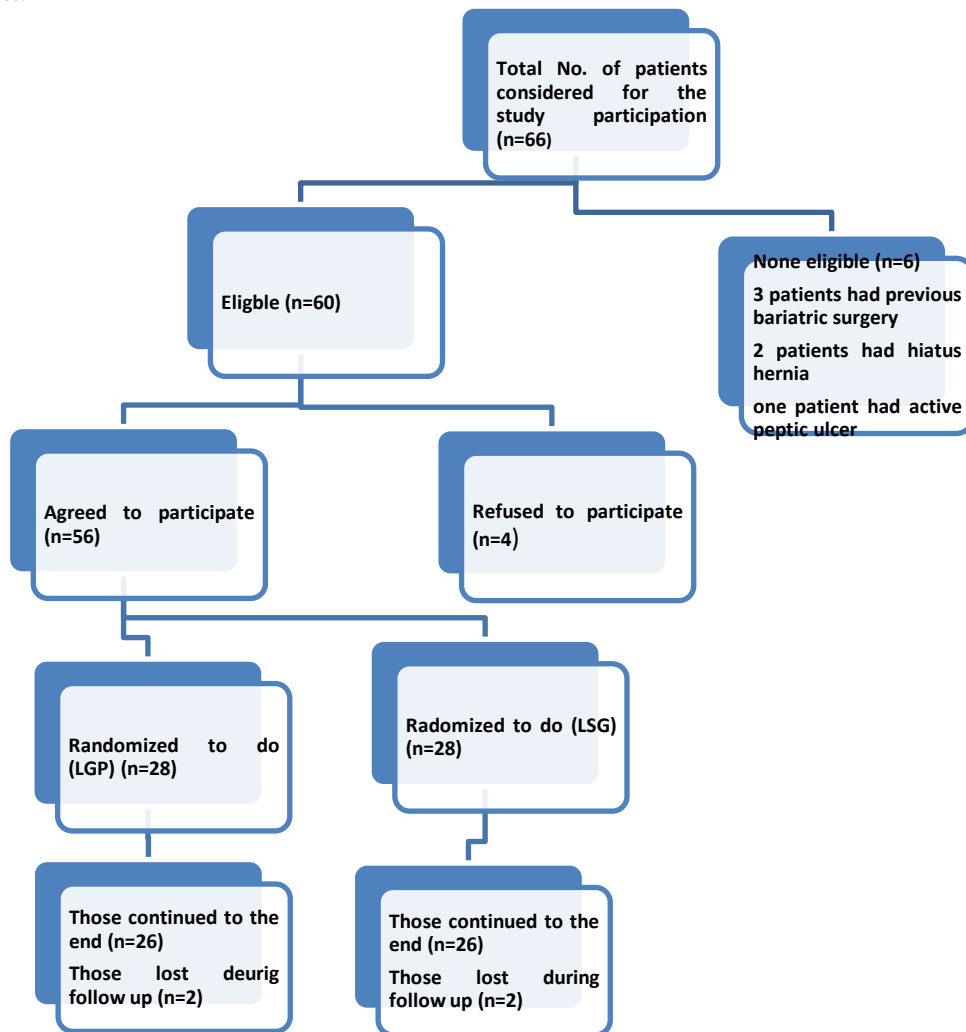 Total No. of patients
considered for the
study participation
(n=66)
Eligble (n=60)
None eligible (n=6)
3 patients had previous
bariatric surgery
2 patients had hiatus
hernia
one patient had active
peptic ulcer
Agreed to participate
(n=56)
Refused to participate
(n=4)
Randomized to do
(LGP) (n=28)
Radomized to do (LSG)
(n=28)
Those continued to the
end (n=26)
Those lost deurig
follow up (n=2)
Those continued to the
end (n=26)
Those lost during
follow up (n=2)